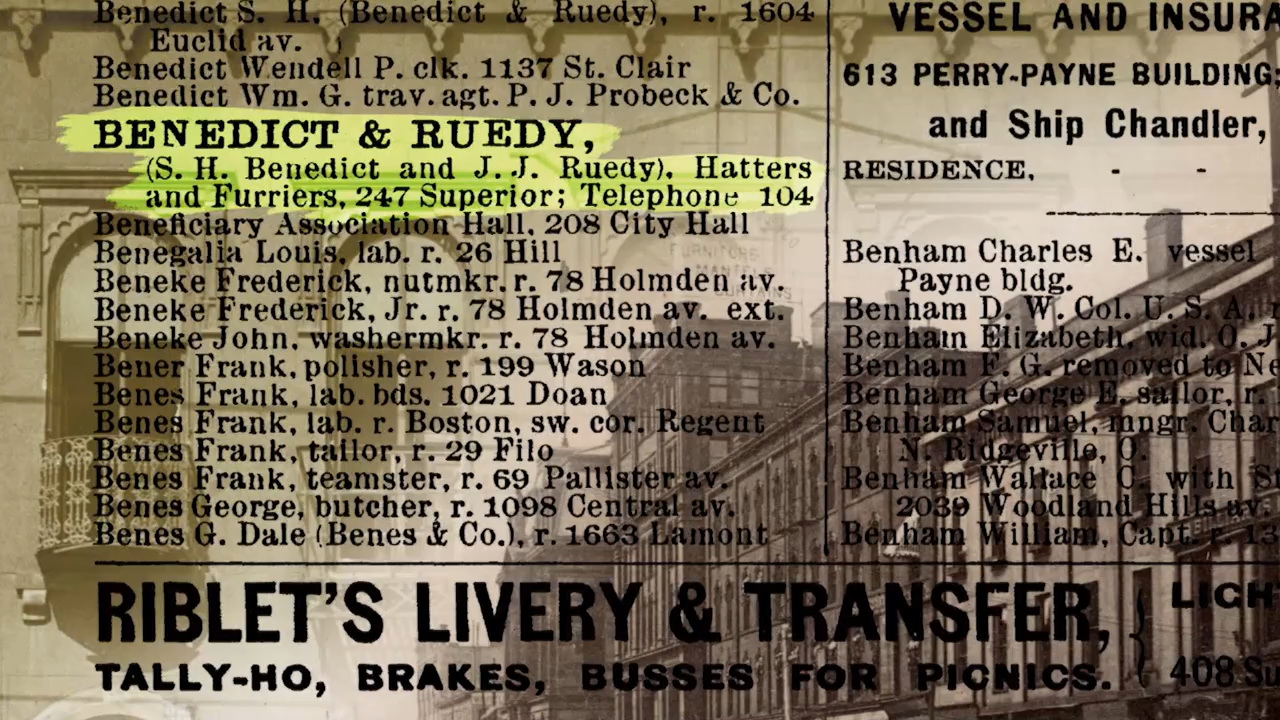 Benedict S. H. (Benedict & Ruedy), r. 1604
Euclid av.
Benedict Wendell P. clk. 1137 St. Clair
Benedict Wm. G. trav. agt. P. J. Probeck & Co.
BENEDICT & RUEDY,
(S. H. Benedict and J. J. Ruedy), Hatters
and Furriers, 247 Superior; Telephone 104
Beneficiary Association Hall, 208 City Hall
Benegalia Louis, lab. r. 26 Hill
Beneke Frederick, nutmkr. r. 78 Holmden av.
Beneke Frederick, Jr. r. 78 Holmden av. ext.
Beneke John, washermkr. r. 78 Holmden av.
Bener Frank, polisher, r. 199 Wason
Benes Frank, lab. bds. 1021 Doan
Benes Frank, lab. r. Boston, sw. cor. Regent
Benes Frank, tailor, r. 29 Filo
Benes Frank, teamster, r. 69 Pallister av.
Benes George, butcher, r. 1098 Central av.
Benes G. Dale (Benes & Co.), r. 1663 Lamont
VESSEL AND INSURA
613 PERRY-PAYNE BUILDING;
and Ship Chandler,
RESIDENCE, - -
Benham Charles E. vessel
Payne bldg.
Benham D. W. Col. U. S. A.
Benham Elizabeth, wid. O. J
Benham F. G. removed to Ne
Benham George E. sailor, r.
Benham Samuel, mngr. Char
N. Ridgeville, O.
Benham Wallace C. with S
2039 Woodland Hills av.
Benham William, Capt. r. 13
RIBLET'S LIVERY & TRANSFER,
TALLY-HO, BRAKES, BUSSES FOR PICNICS.
LIGH
408 Su
FURNITURE
MANTEL